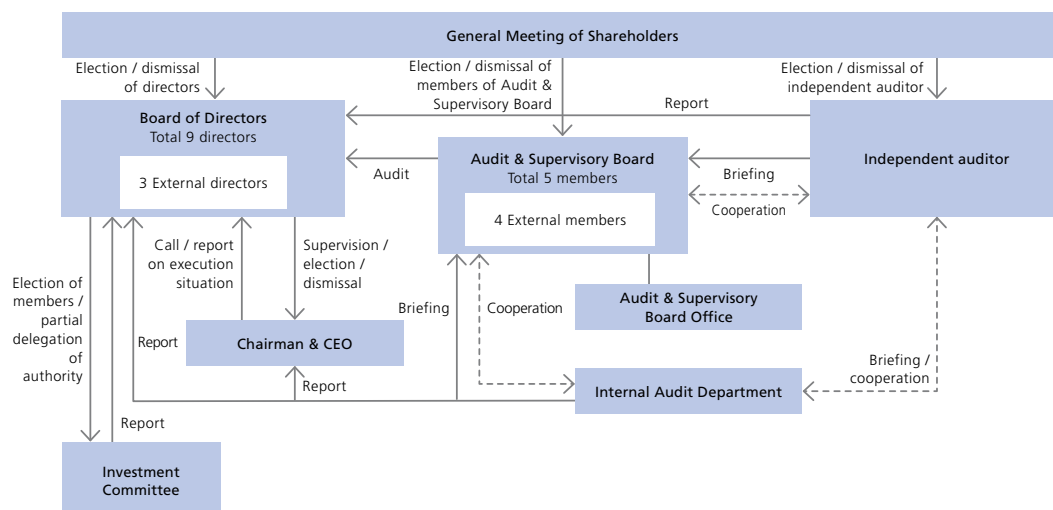 General Meeting of Shareholders
Election / dismissal
of directors
Election / dismissal of
members of Audit &
Supervisory Board
Election / dismissal of
independent auditor
Report
Board of Directors
Total 9 directors
3 External directors
Audit
Audit & Supervisory Board
Total 5 members
4 External members
Briefing
Cooperation
Independent auditor
Election of
members /
partial
delegation
of
authority
Call / report
on execution
situation
Supervision /
election /
dismissal
Briefing
Cooperation
Audit & Supervisory
Board Office
Report
Chairman & CEO
Report
Internal Audit Department
Briefing /
cooperation
Report
Investment
Committee